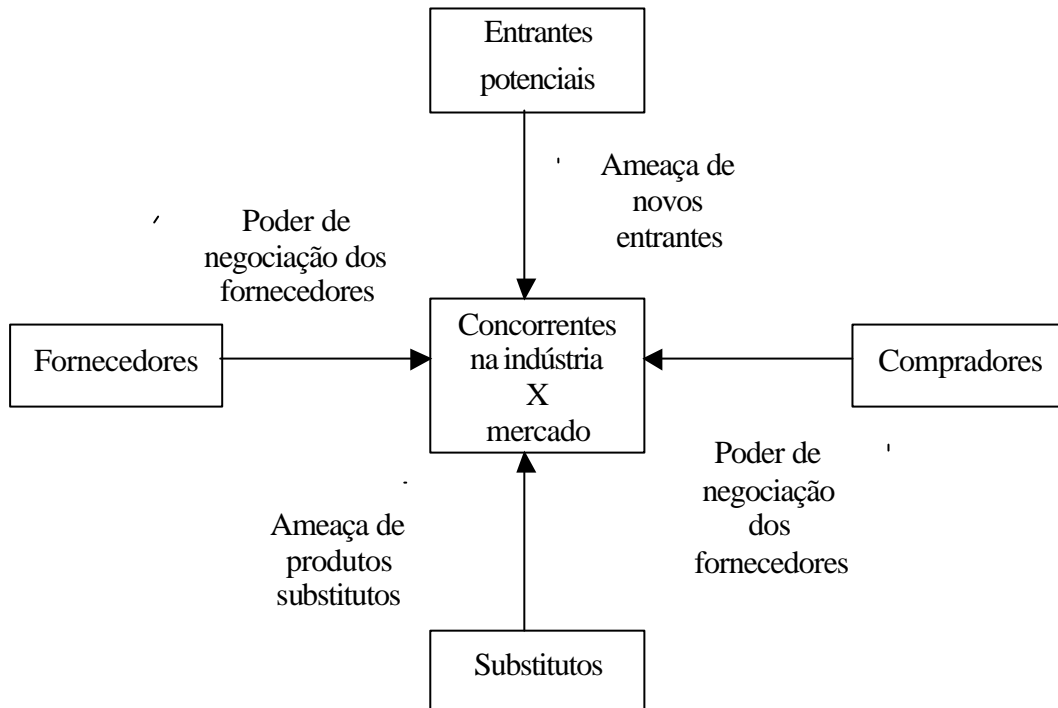 Entrantes
potenciais
Ameaça de
novos
entrantes
Poder de
negociação dos
fornecedores
Fornecedores
Concorrentes
na indústria
X
mercado
Compradores
Poder de
negociação
dos
fornecedores
Ameaça de
produtos
substitutos
Substitutos